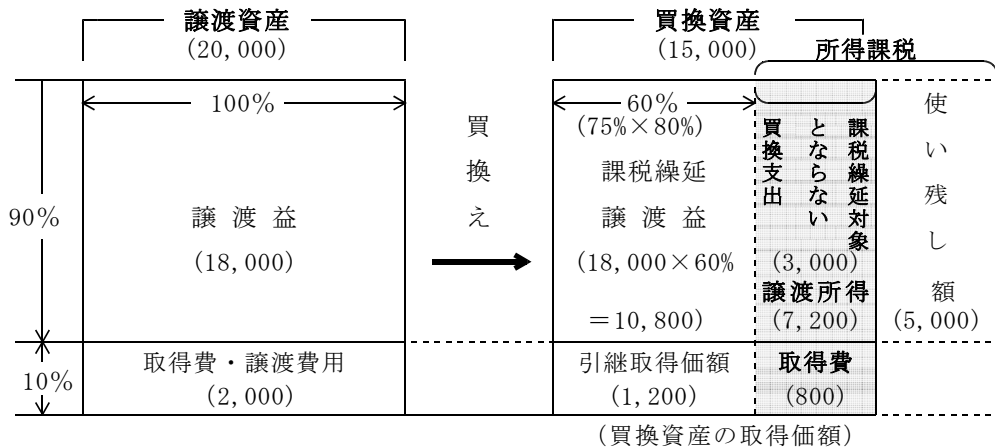 譲渡資産
(20,000)
買換資産
(15,000)
所得課税
100%
60%
(75%×80%)
買換え
課税繰延対象
とならない
買換支出
使い残し額
(5,000)
課税繰延
譲渡益
(18,000×60%
=10,800)
90%
譲渡益
(18,000)
(3,000)
譲渡所得
(7,200)
10%
取得費・譲渡費用
(2,000)
引継取得価額
(1,200)
取得費
(800)
(買換資産の取得価額)